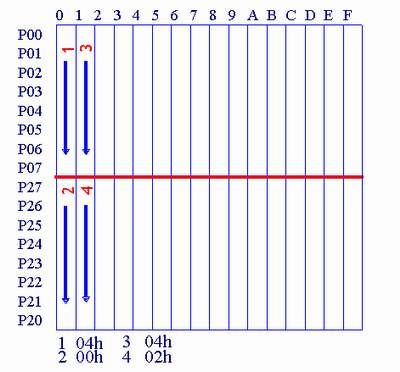 0 1 2 3 4 5 6 7 8 9 A B C D E F
P00
P01 1 3
P02
P03
P04
P05
P06
P07
P27 2 4
P26
P25
P24
P23
P22
P21
P20
1 04h 3 04h
2 00h 4 02h